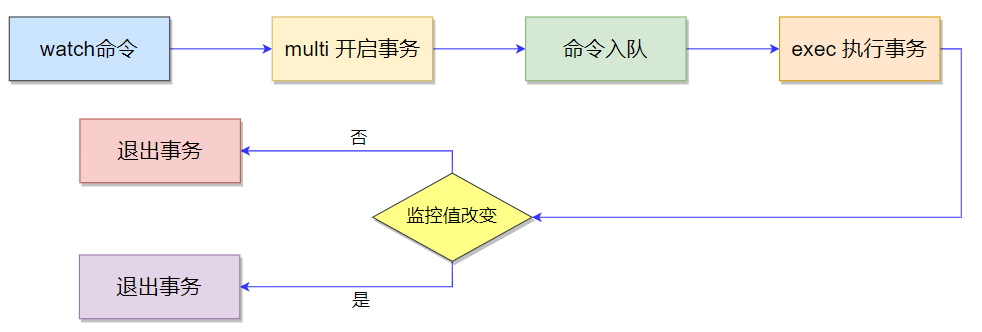 watch命令
multi 开启事务
命令入队
exec 执行事务
否
退出事务
监控值改变
退出事务
是